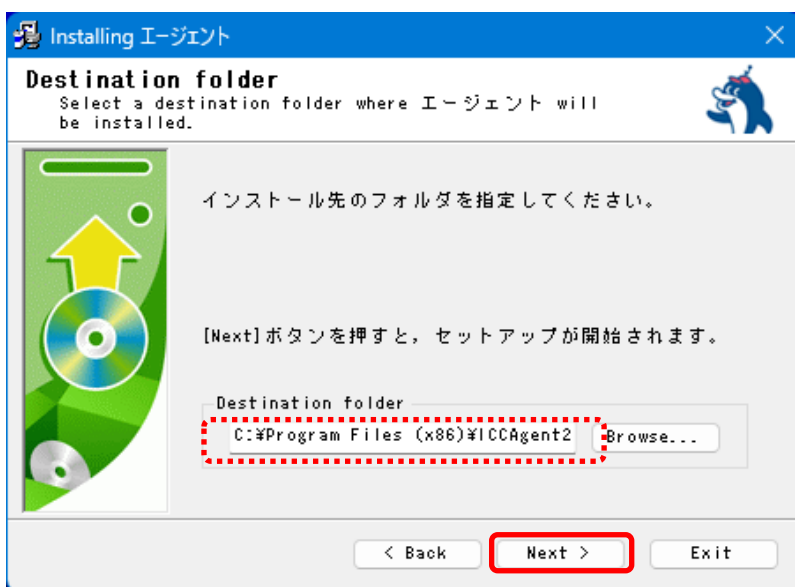 Installing エージェント
Destination folder
Select a destination folder where エージェント will
be installed.
インストール先のフォルダを指定してください。
[Next]ボタンを押すと，セットアップが開始されます。
Destination folder
C:¥Program Files (x86)¥ICCAgent2
Browse...
< Back
Next >
Exit